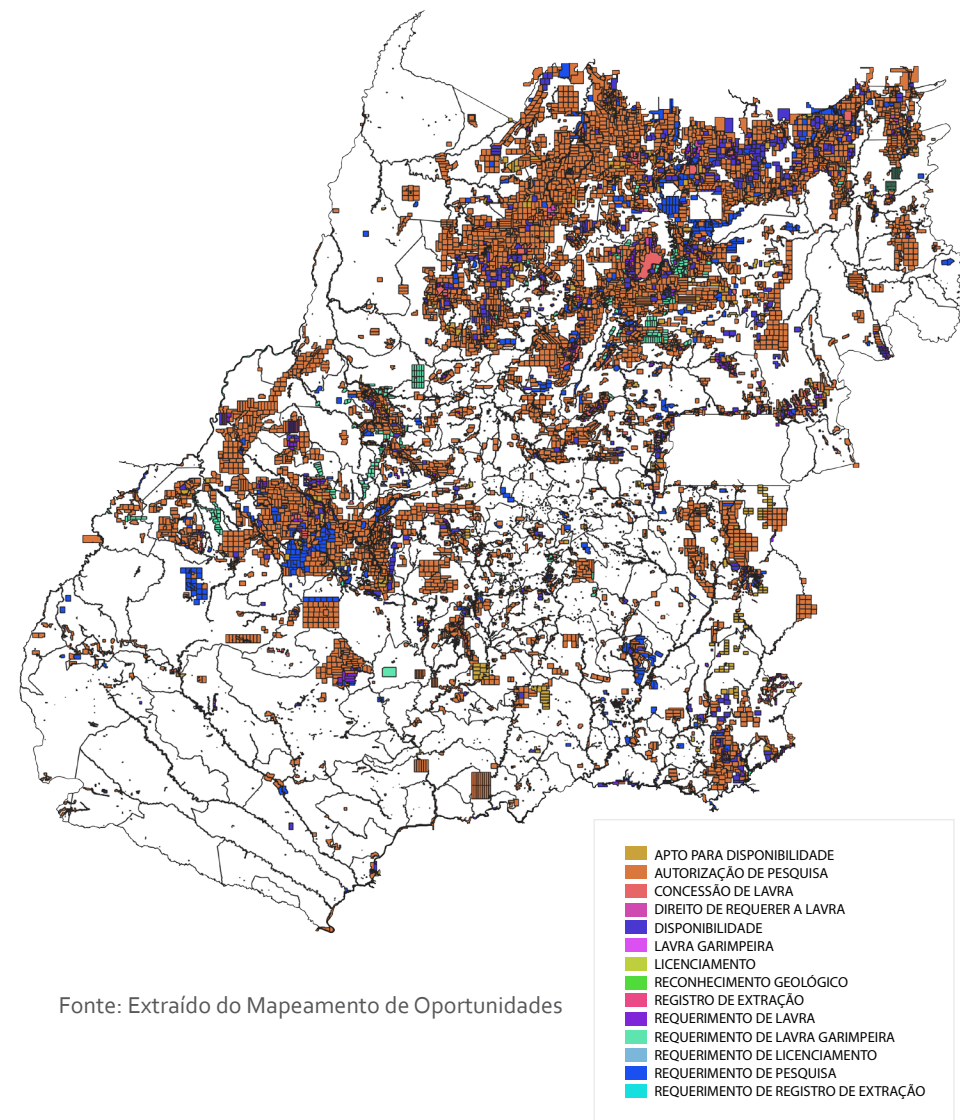 APTO PARA DISPONIBILIDADE
AUTORIZAÇÃO DE PESQUISA
CONCESSÃO DE LAVRA
DIREITO DE REQUERER A LAVRA
DISPONIBILIDADE
LAVRA GARIMPEIRA
LICENCIAMENTO
RECONHECIMENTO GEOLÓGICO
REGISTRO DE EXTRAÇÃO
REQUERIMENTO DE LAVRA
REQUERIMENTO DE LAVRA GARIMPEIRA
REQUERIMENTO DE LICENCIAMENTO
REQUERIMENTO DE PESQUISA
REQUERIMENTO DE REGISTRO DE EXTRAÇÃO
Fonte: Extraído do Mapeamento de Oportunidades